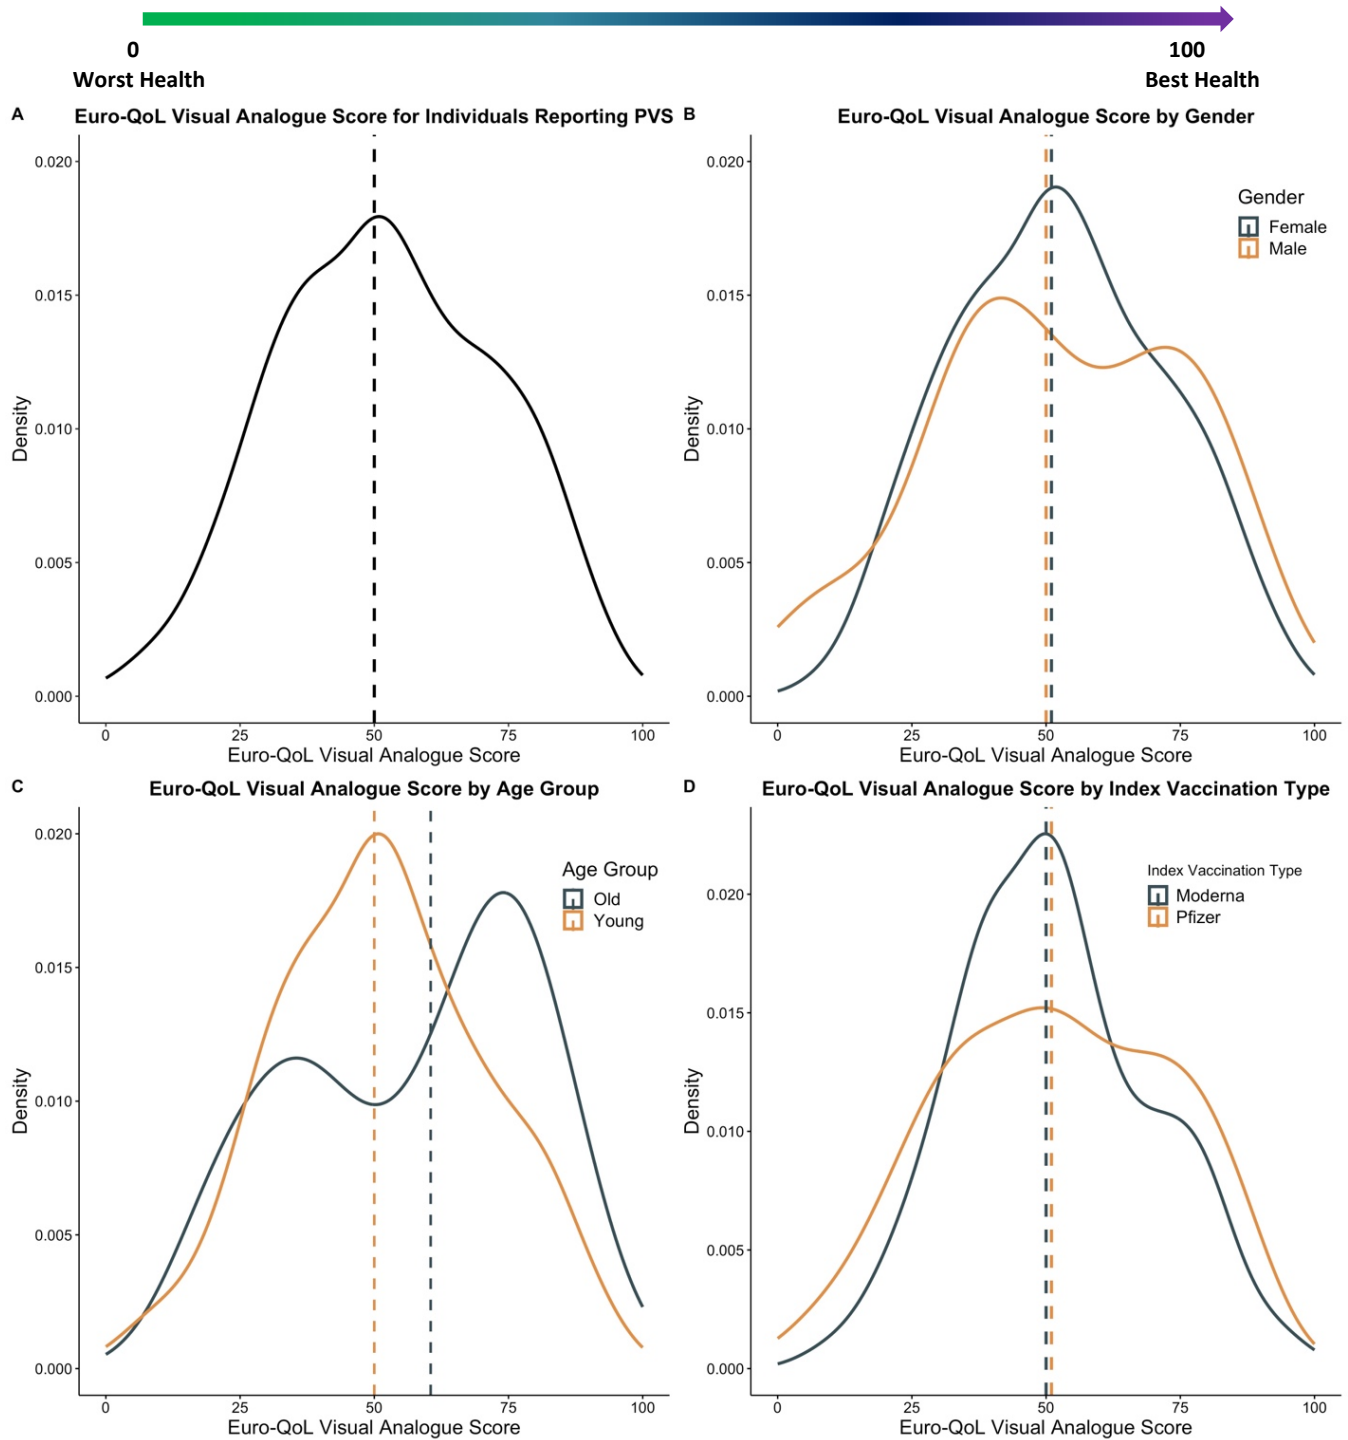 0
100
Worst Health
Best Health
A
Euro-QoL Visual Analogue Score for Individuals Reporting PVS
0.020
0.015
0.010
0.005
0.000
Density
0
25
50
75
100
Euro-QoL Visual Analogue Score
B
Euro-QoL Visual Analogue Score by Gender
0.020
0.015
0.010
0.005
0.000
Density
Gender
Female
Male
0
25
50
75
100
Euro-QoL Visual Analogue Score
C
Euro-QoL Visual Analogue Score by Age Group
0.020
0.015
0.010
0.005
0.000
Density
Age Group
Old
Young
0
25
50
75
100
Euro-QoL Visual Analogue Score
D
Euro-QoL Visual Analogue Score by Index Vaccination Type
0.020
0.015
0.010
0.005
0.000
Density
Index Vaccination Type
Moderna
Pfizer
0
25
50
75
100
Euro-QoL Visual Analogue Score